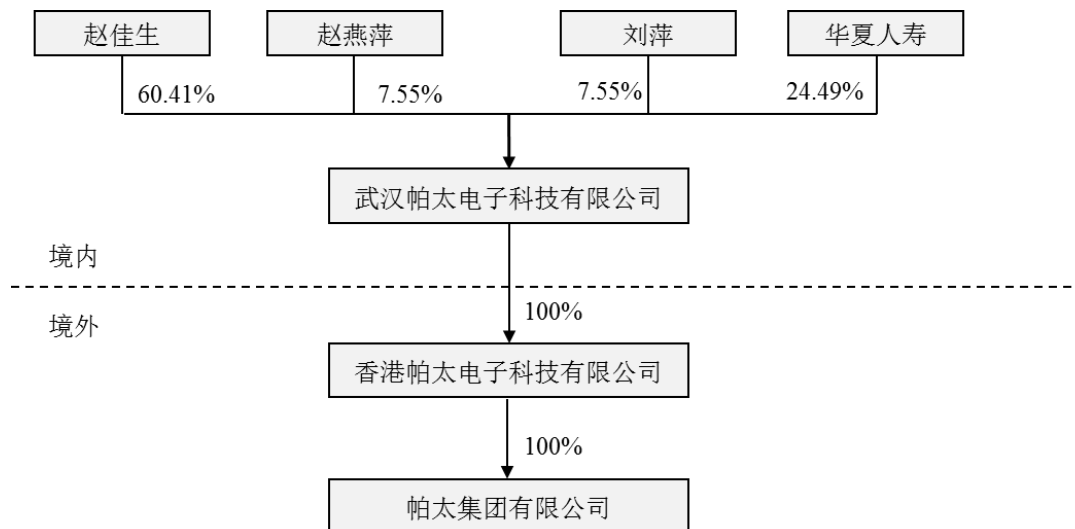 赵佳生
赵燕萍
刘萍
华夏人寿
60.41%
7.55%
7.55%
24.49%
武汉帕太电子科技有限公司
境内
境外
100%
香港帕太电子科技有限公司
100%
帕太集团有限公司